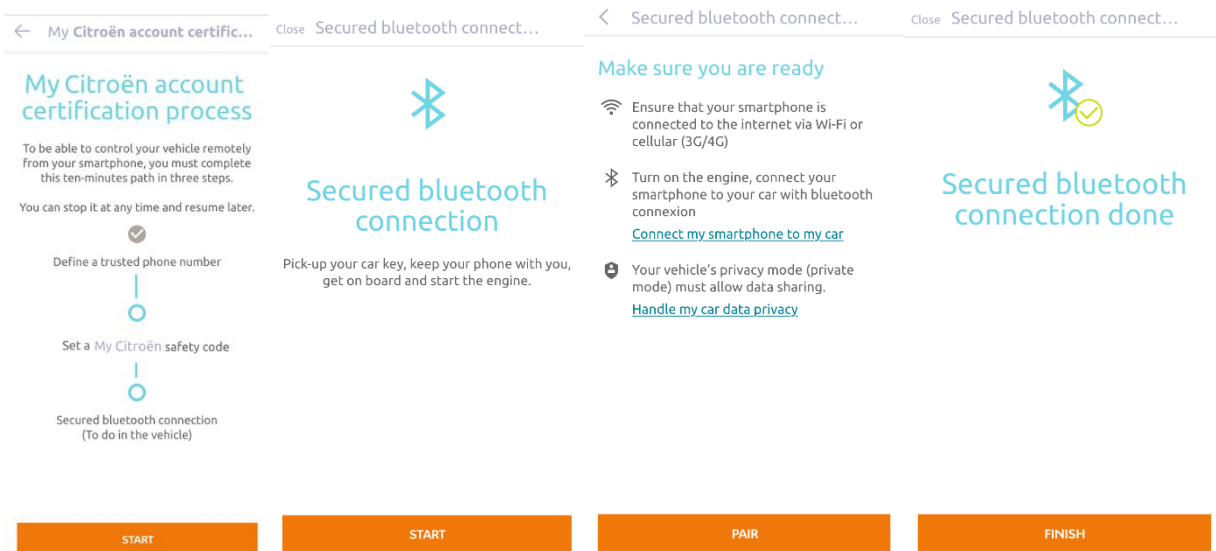 My Citroën account certific...
My Citroën account
certification process
To be able to control your vehicle remotely
from your smartphone, you must complete
this ten-minutes path in three steps.
You can stop it at any time and resume later.
Define a trusted phone number
Set a My Citroën safety code
Secured bluetooth connection
(To do in the vehicle)
START
Close Secured bluetooth connect...
Secured bluetooth
connection
Pick-up your car key, keep your phone with you,
get on board and start the engine.
START
Secured bluetooth connect...
Make sure you are ready
Ensure that your smartphone is
connected to the internet via Wi-Fi or
cellular (3G/4G)
Turn on the engine, connect your
smartphone to your car with bluetooth
connexion
Connect my smartphone to my car
Your vehicle's privacy mode (private
mode) must allow data sharing.
Handle my car data privacy
PAIR
Close Secured bluetooth connect...
Secured bluetooth
connection done
FINISH